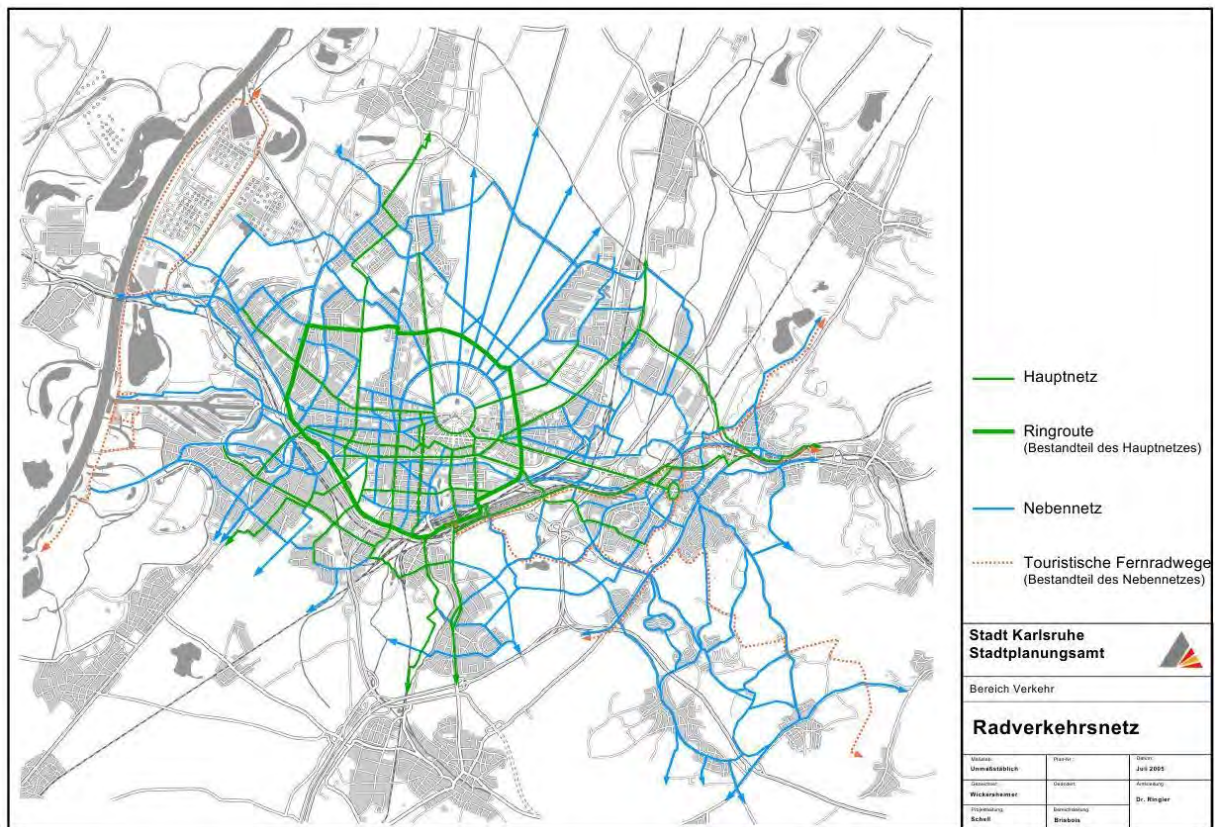 Hauptnetz
Ringroute
(Bestandteil des Hauptnetzes)
Nebennetz
Touristische Fernradwege
(Bestandteil des Nebennetzes)
Stadt Karlsruhe
Stadtplanungsamt
Bereich Verkehr
Radverkehrsnetz
Unmaßstäblich
Juli 2005
Wickersheimer
Dr. Ringler
Schell
Brisbois